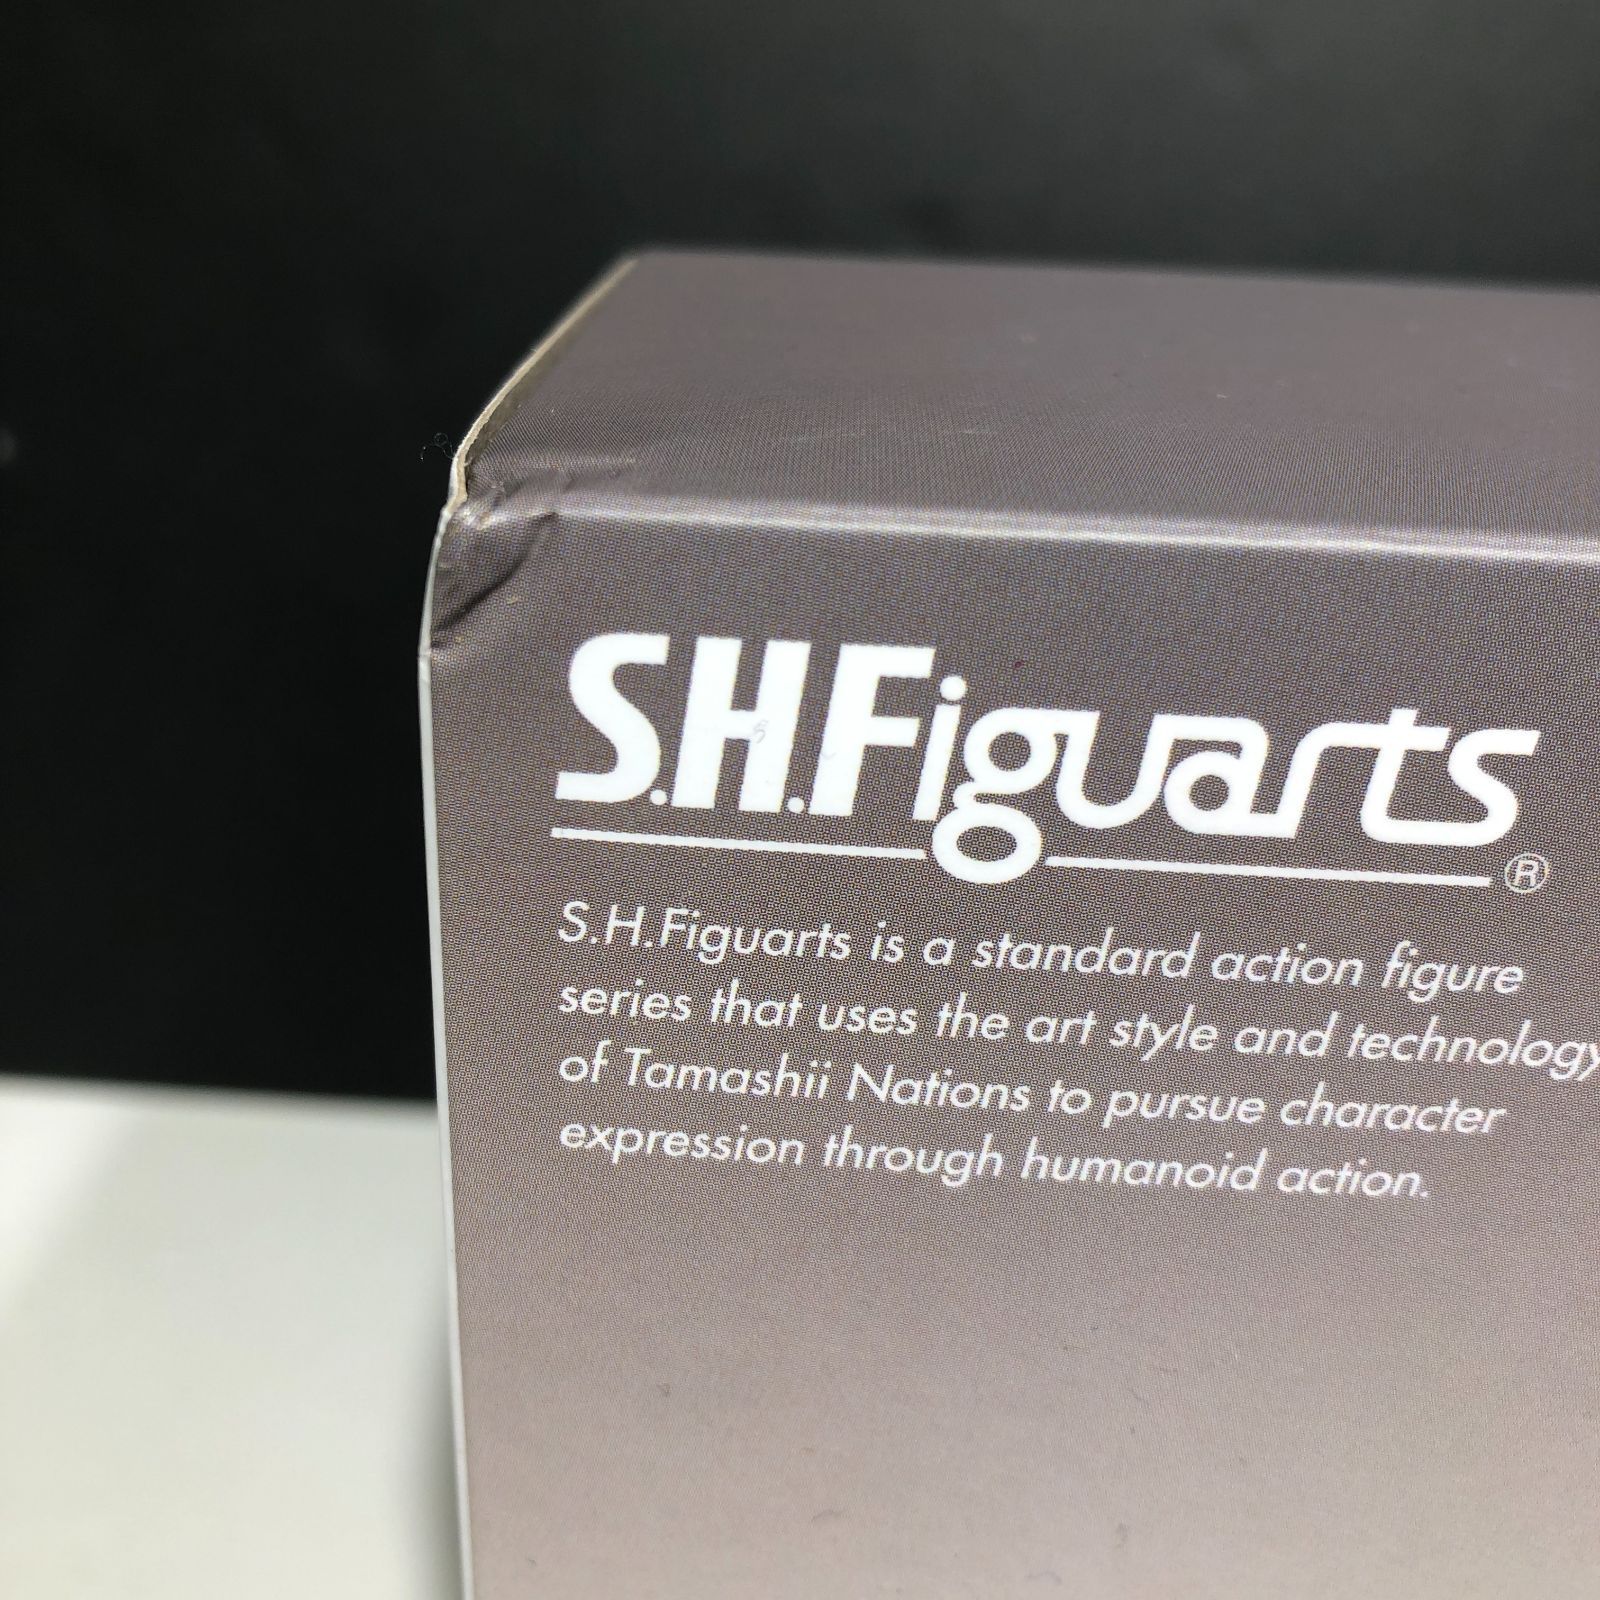 S.H.Figuarts®
S.H.Figuarts is a standard action figure
series that uses the art style and technology
of Tamashii Nations to pursue character
expression through humanoid action.